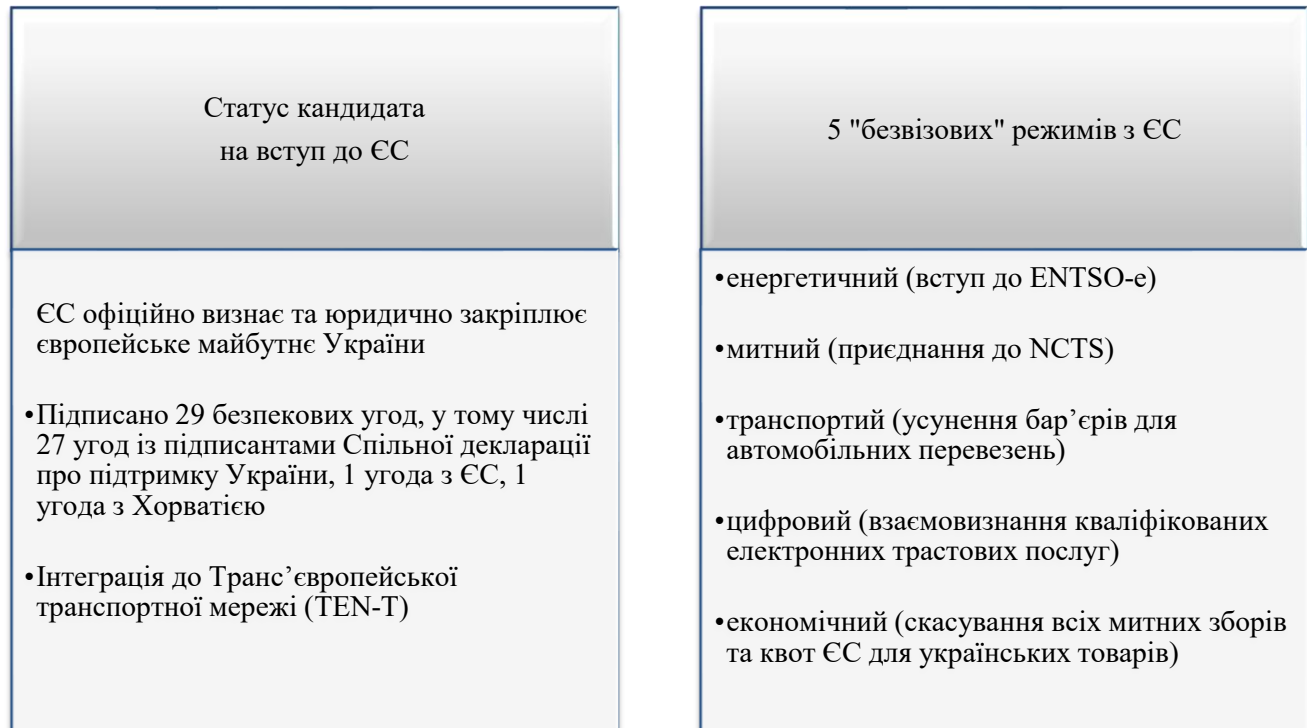 Статус кандидата
на вступ до ЄС
ЄС офіційно визнає та юридично закріплює
європейське майбутнє України
•Підписано 29 безпекових угод, у тому числі
27 угод із підписантами Спільної декларації
про підтримку України, 1 угода з ЄС, 1
угода з Хорватією
•Інтеграція до Транс’європейської
транспортної мережі (TEN-T)
5 "безвізових" режимів з ЄС
•енергетичний (вступ до ENTSO-e)
•митний (приєднання до NCTS)
•транспортий (усунення бар’єрів для
автомобільних перевезень)
•цифровий (взаємовизнання кваліфікованих
електронних трастових послуг)
•економічний (скасування всіх митних зборів
та квот ЄС для українських товарів)